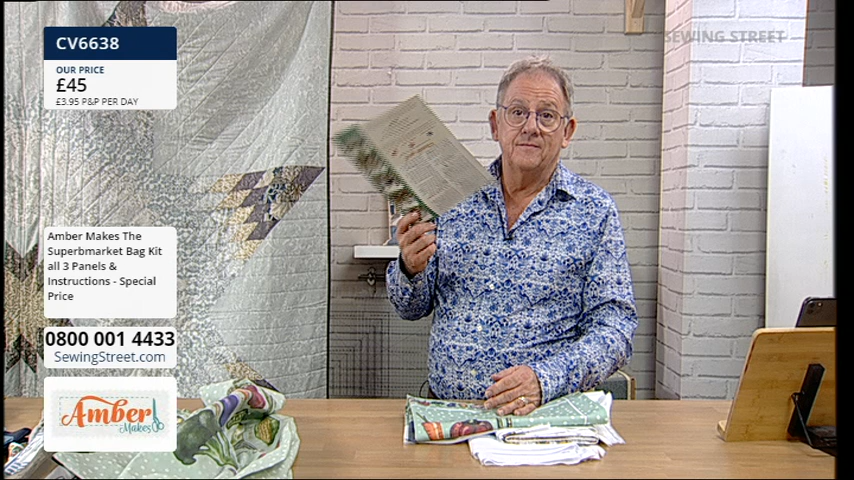 CV6638
OUR PRICE
£45
£3.95 P&P PER DAY
SEWING STREET
Amber Makes The
Superbmarket Bag Kit
all 3 Panels &
Instructions - Special
Price
0800 001 4433
SewingStreet.com
Amber
Makes